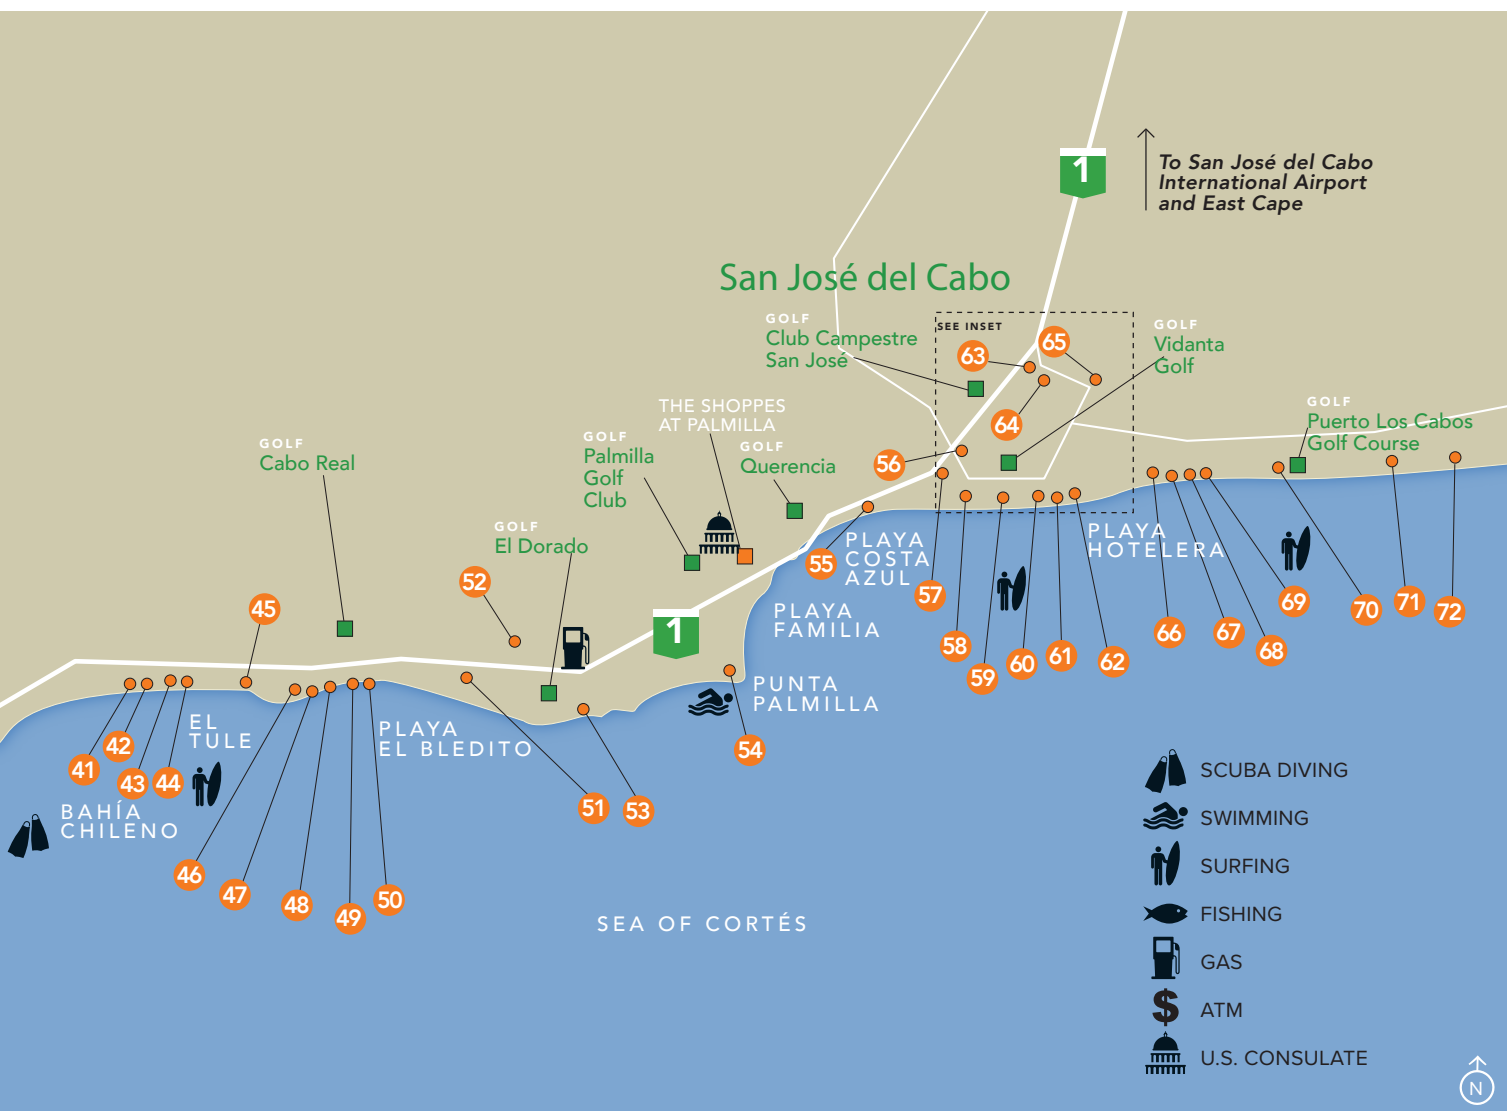 1
To San José del Cabo
International Airport
and East Cape
San José del Cabo
GOLF
Club Campestre
San José
SEE INSET
63
65
64
56
GOLF
Vidanta
Golf
GOLF
Puerto Los Cabos
Golf Course
THE SHOPPES
AT PALMILLA
GOLF
Querencia
GOLF
Palmilla
Golf
Club
GOLF
Cabo Real
GOLF
El Dorado
52
45
1
55
PLAYA
COSTA
AZUL
PLAYA
HOTELERA
57
PLAYA
FAMILIA
58
59
60
61
62
66
67
68
69
70
71
72
PUNTA
PALMILLA
54
EL
TULE
PLAYA
EL BLEDITO
41
42
43
44
51
53
BAHÍA
CHILENO
46
47
48
49
50
SEA OF CORTÉS
SCUBA DIVING
SWIMMING
SURFING
FISHING
GAS
$
ATM
U.S. CONSULATE
N